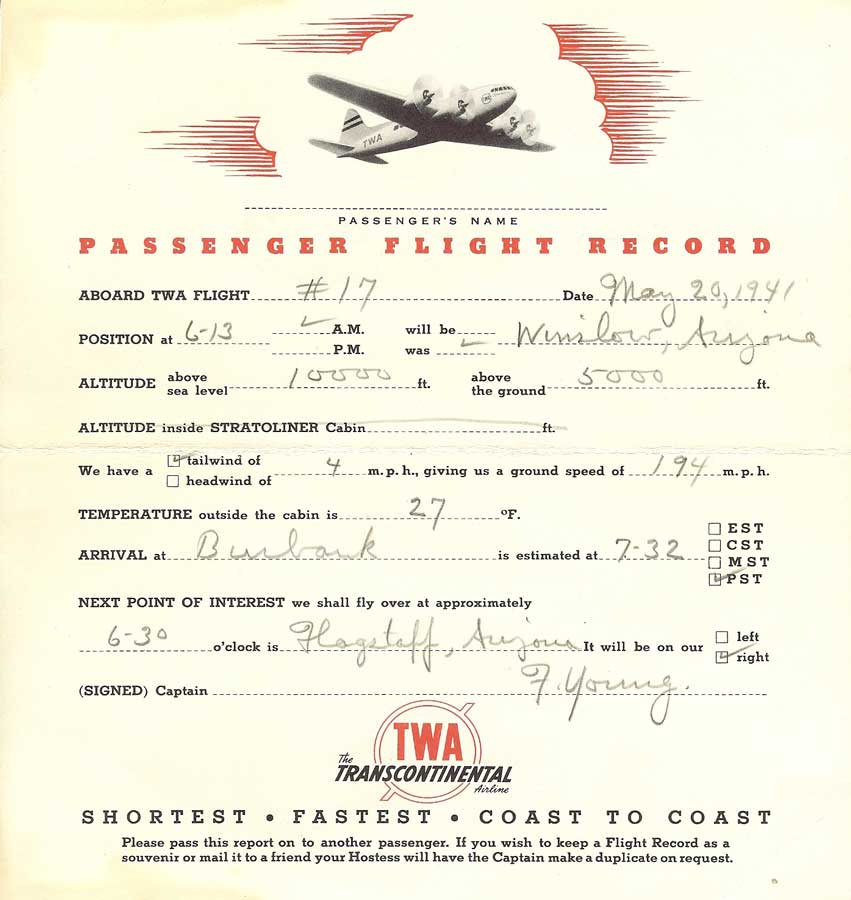 TWA
PASSENGER'S NAME
PASSENGER FLIGHT RECORD
ABOARD TWA FLIGHT #17 Date May 20, 1941
POSITION at 6-13 ✓ A.M. will be Winslow, Arizona
P.M. was ✓
ALTITUDE above sea level 10000 ft. above the ground 5000 ft.
ALTITUDE inside STRATOLINER Cabin ft.
We have a ☑ tailwind of 4 m.p.h., giving us a ground speed of 194 m.p.h.
☐ headwind of
TEMPERATURE outside the cabin is 27 °F.
ARRIVAL at Burbank is estimated at 7-32 ☐ EST
☐ CST
☐ MST
☑ PST
NEXT POINT OF INTEREST we shall fly over at approximately
6-30 o'clock is Flagstaff, Arizona It will be on our ☐ left
☑ right
(SIGNED) Captain F. Young.
TWA
The
TRANSCONTINENTAL
Airline
SHORTEST • FASTEST • COAST TO COAST
Please pass this report on to another passenger. If you wish to keep a Flight Record as a
souvenir or mail it to a friend your Hostess will have the Captain make a duplicate on request.